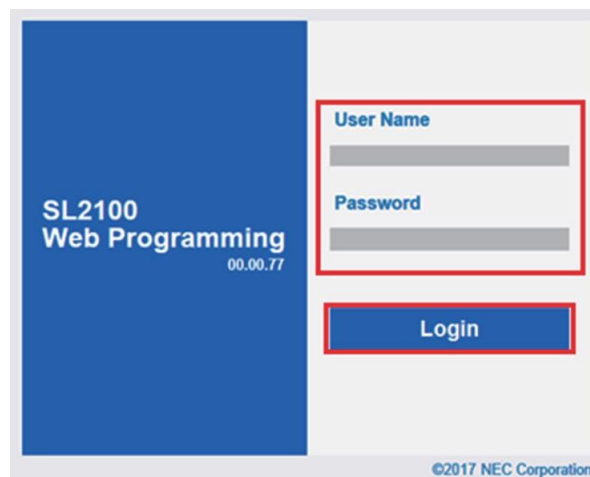 SL2100
Web Programming
00.00.77
User Name
Password
Login
©2017 NEC Corporation